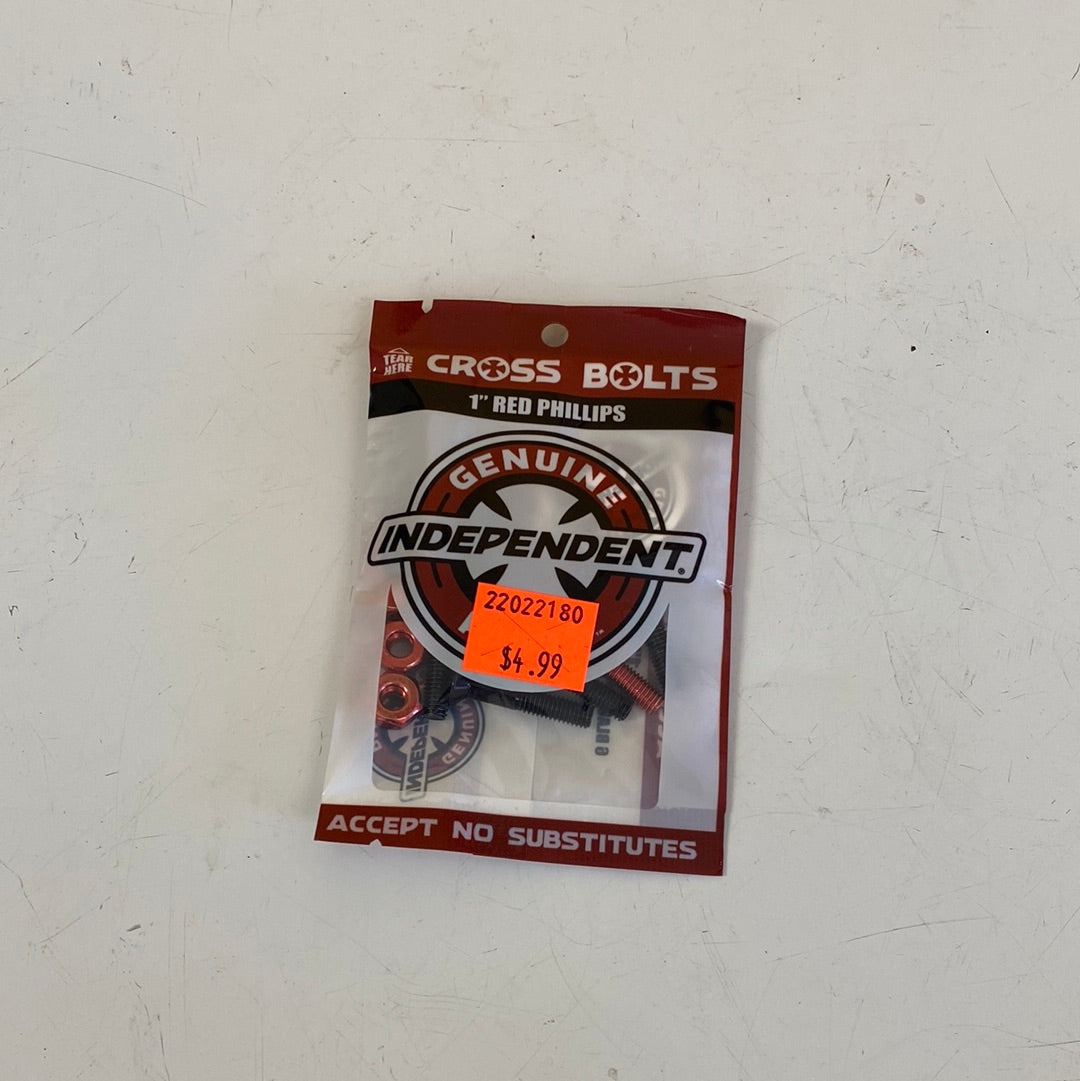 TEAR
HERE
CROSS BOLTS
1" RED PHILLIPS
GENUINE
INDEPENDENT®
22022180
$4.99
ACCEPT NO SUBSTITUTES